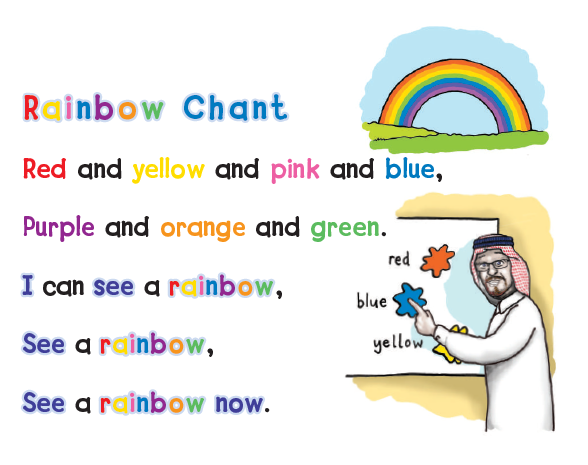 Rainbow Chant
Red and yellow and pink and blue,
Purple and orange and green.
I can see a rainbow,
See a rainbow,
See a rainbow now.
red
blue
yellow